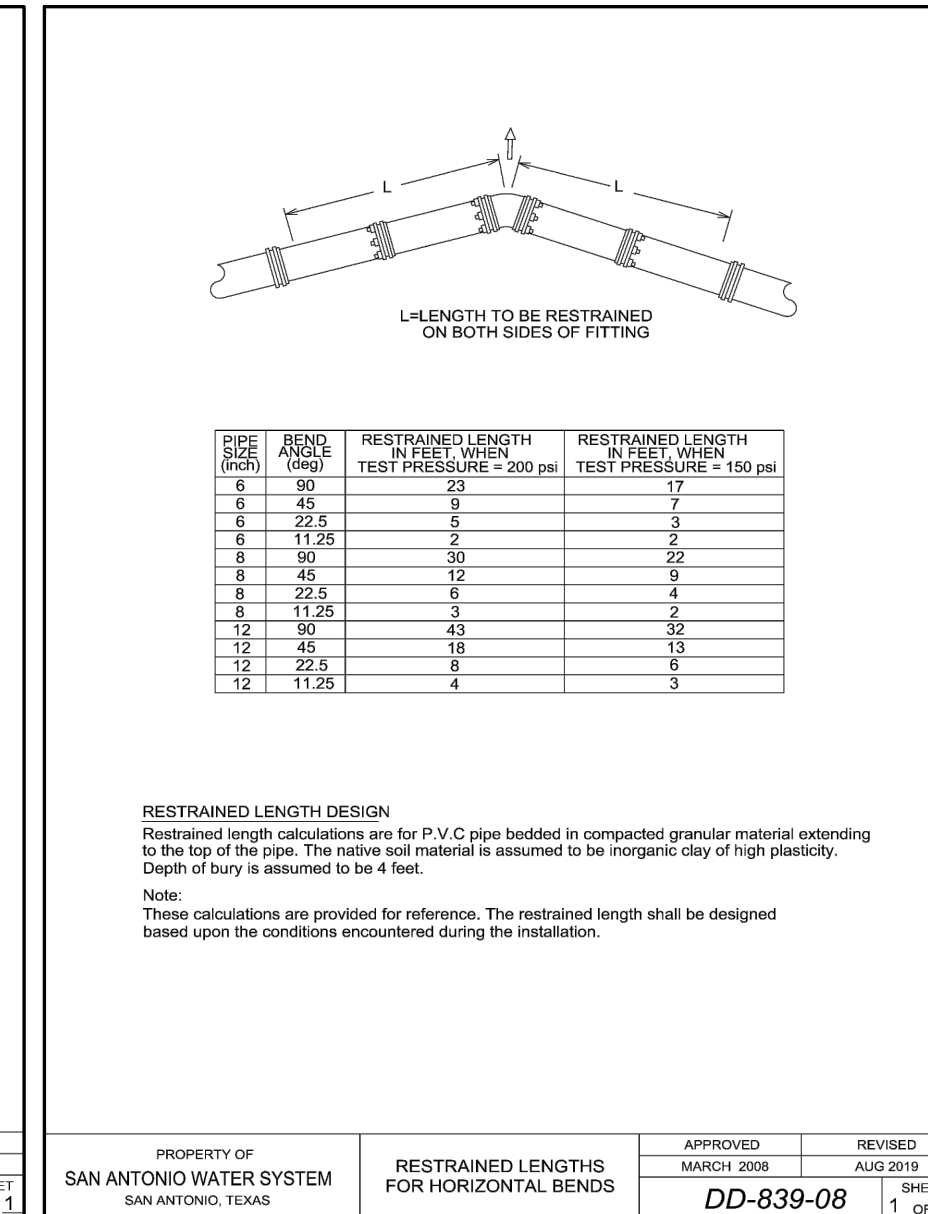 L
L
L=LENGTH TO BE RESTRAINED
ON BOTH SIDES OF FITTING
PIPE SIZE (inch) BEND ANGLE (deg) RESTRAINED LENGTH IN FEET, WHEN TEST PRESSURE = 200 psi RESTRAINED LENGTH IN FEET, WHEN TEST PRESSURE = 150 psi
6 90 23 17
6 45 9 7
6 22.5 5 3
6 11.25 2 2
8 90 30 22
8 45 12 9
8 22.5 6 4
8 11.25 3 2
12 90 43 32
12 45 18 13
12 22.5 8 6
12 11.25 4 3
RESTRAINED LENGTH DESIGN
Restrained length calculations are for P.V.C pipe bedded in compacted granular material extending
to the top of the pipe. The native soil material is assumed to be inorganic clay of high plasticity.
Depth of bury is assumed to be 4 feet.
Note:
These calculations are provided for reference. The restrained length shall be designed
based upon the conditions encountered during the installation.
PROPERTY OF
SAN ANTONIO WATER SYSTEM
SAN ANTONIO, TEXAS
RESTRAINED LENGTHS
FOR HORIZONTAL BENDS
APPROVED REVISED
MARCH 2008 AUG 2019
DD-839-08
SHE
1 OF
ET
1